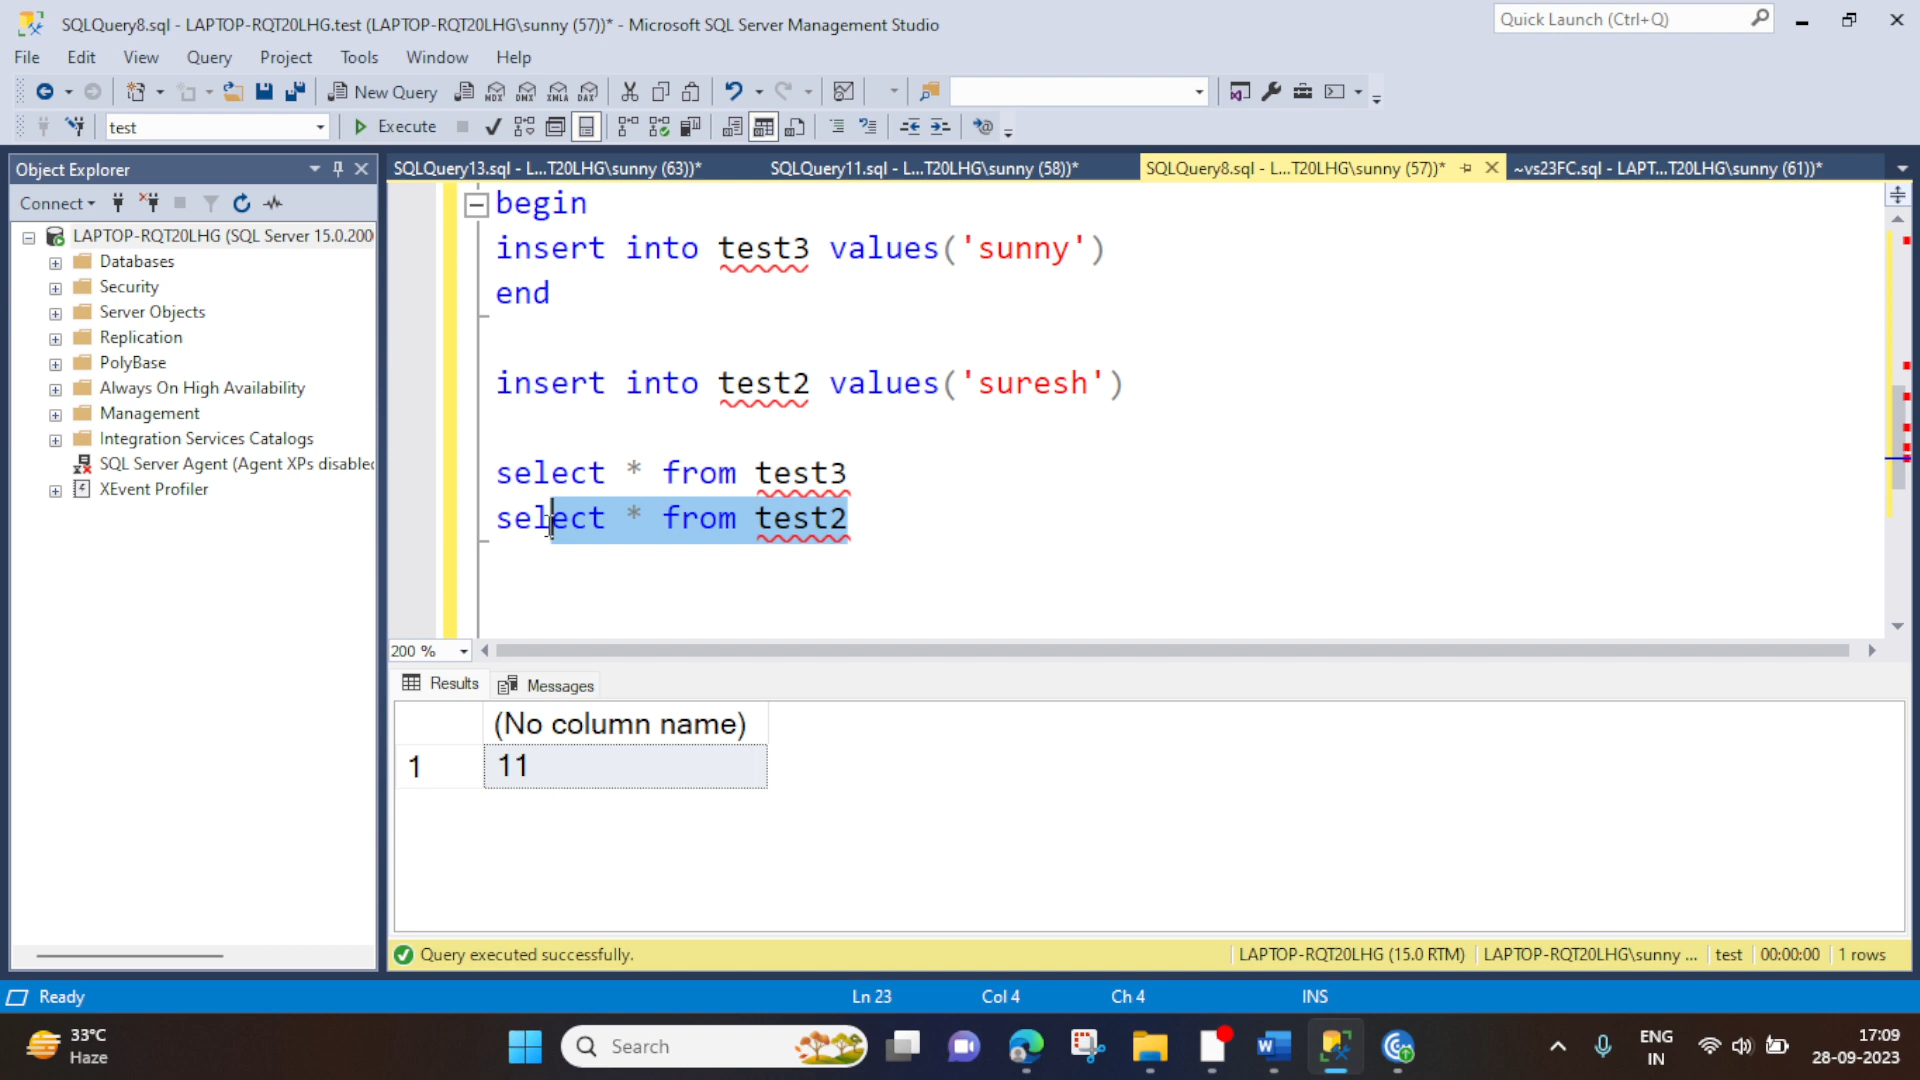 SQLQuery8.sql - LAPTOP-RQT20LHG.test (LAPTOP-RQT20LHG\sunny (57))* - Microsoft SQL Server Management Studio
Quick Launch (Ctrl+Q)
File Edit View Query Project Tools Window Help
New Query MDX DMX XMLA DAX
test Execute
Object Explorer
SQLQuery13.sql - L...T20LHG\sunny (63))* SQLQuery11.sql - L...T20LHG\sunny (58))* SQLQuery8.sql - L...T20LHG\sunny (57))* ~vs23FC.sql - LAPT...T20LHG\sunny (61))*
Connect
LAPTOP-RQT20LHG (SQL Server 15.0.200
Databases
Security
Server Objects
Replication
PolyBase
Always On High Availability
Management
Integration Services Catalogs
SQL Server Agent (Agent XPs disabled
XEvent Profiler
begin
insert into test3 values('sunny')
end
insert into test2 values('suresh')
select * from test3
select * from test2
200 %
Results Messages
(No column name)
1 11
Query executed successfully. LAPTOP-RQT20LHG (15.0 RTM) LAPTOP-RQT20LHG\sunny ... test 00:00:00 1 rows
Ready Ln 23 Col 4 Ch 4 INS
33°C
Haze
Search
ENG
IN
17:09
28-09-2023